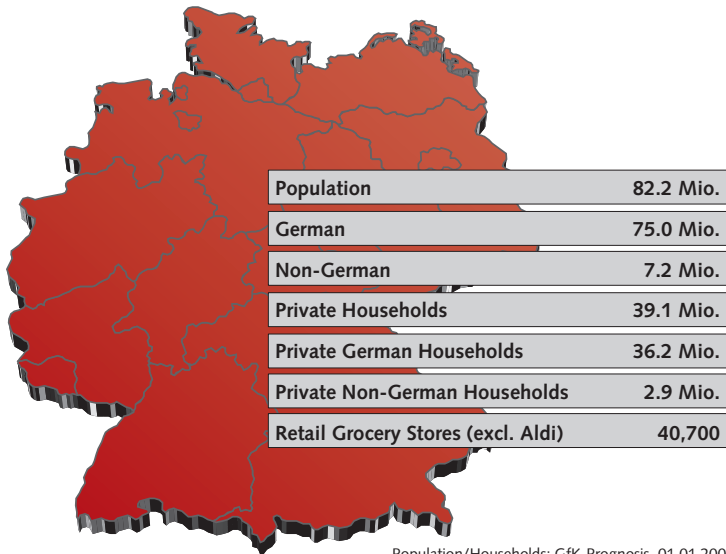 Population 82.2 Mio.
German 75.0 Mio.
Non-German 7.2 Mio.
Private Households 39.1 Mio.
Private German Households 36.2 Mio.
Private Non-German Households 2.9 Mio.
Retail Grocery Stores (excl. Aldi) 40,700
Population/Households: GfK-Prognosis,